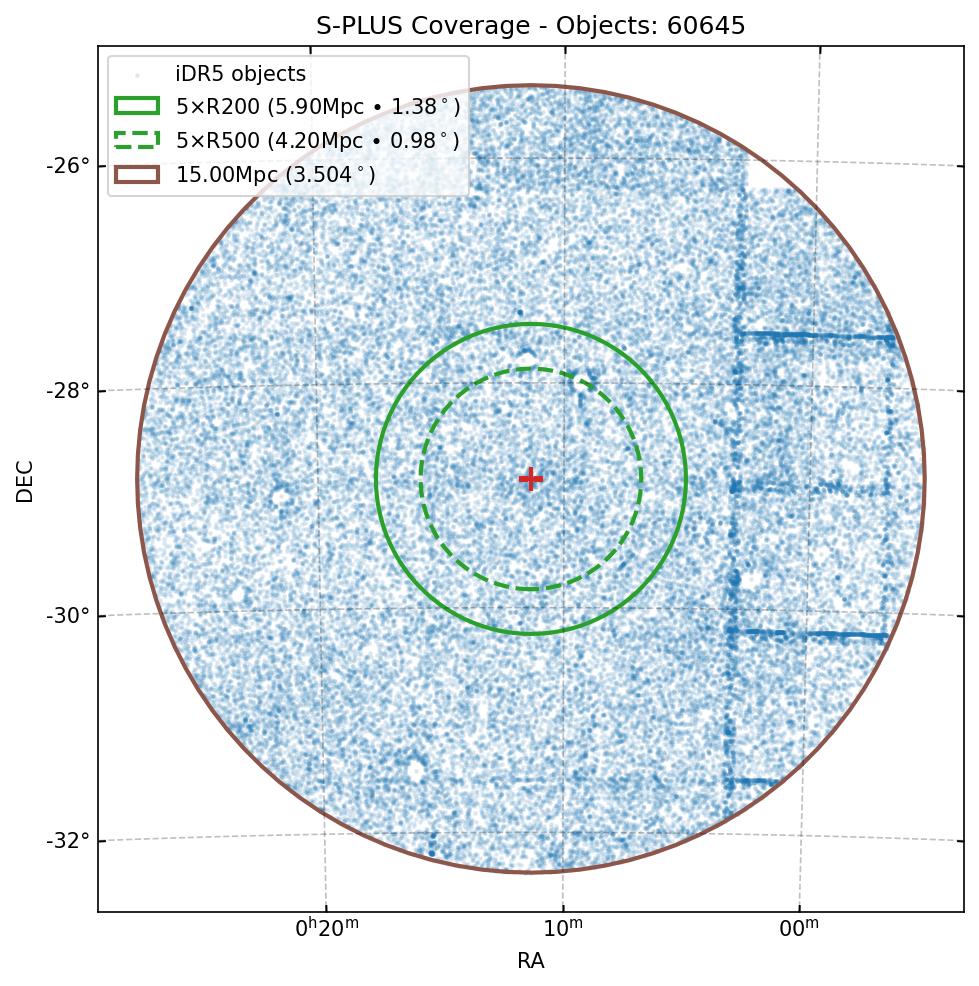 S-PLUS Coverage - Objects: 60645
iDR5 objects
5×R200 (5.90Mpc • 1.38°)
5×R500 (4.20Mpc • 0.98°)
15.00Mpc (3.504°)
-26°
-28°
-30°
-32°
DEC
0ʰ20ᵐ 10ᵐ 00ᵐ
RA